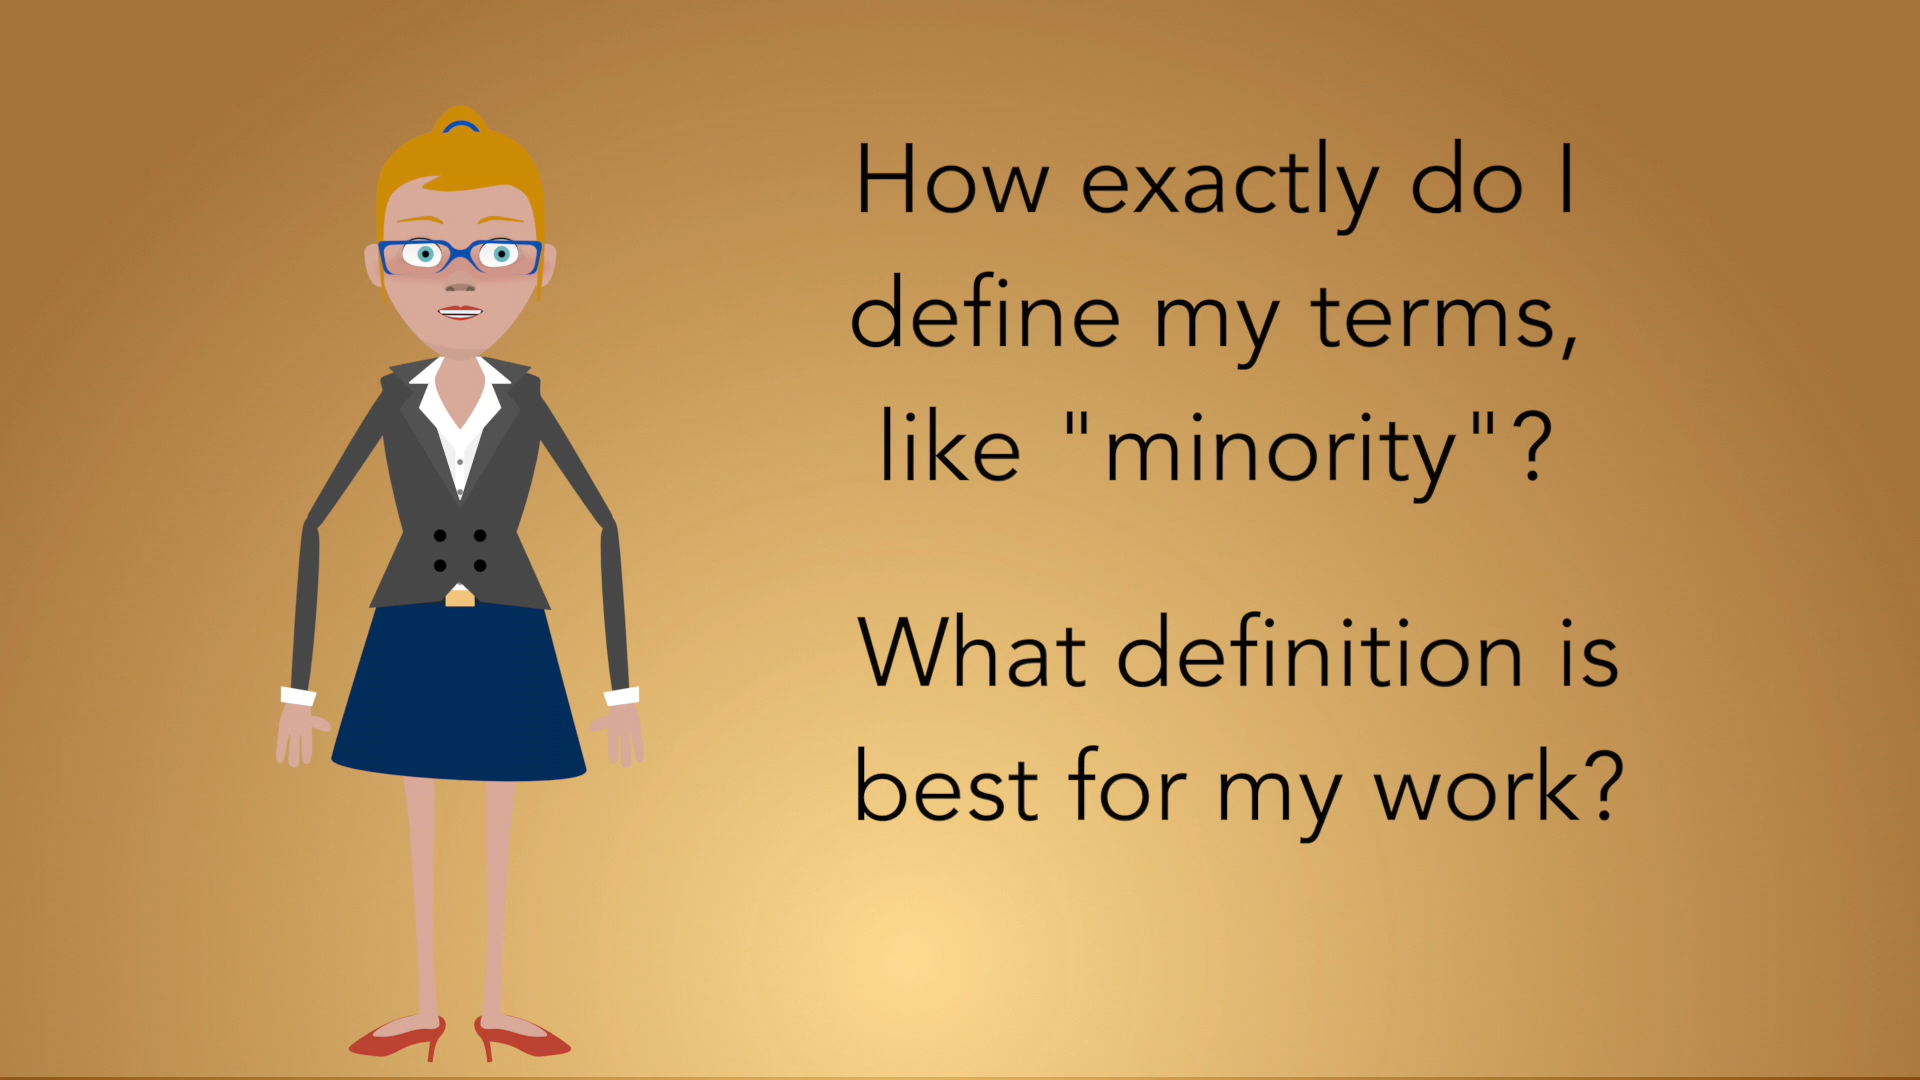 How exactly do I
define my terms,
like "minority"?
What definition is
best for my work?